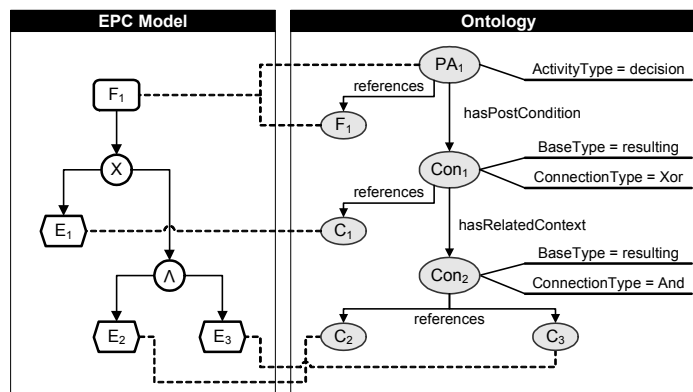 EPC Model
Ontology
PA₁
ActivityType = decision
F₁
references
F₁
hasPostCondition
X
BaseType = resulting
Con₁
references
ConnectionType = Xor
E₁
C₁
hasRelatedContext
BaseType = resulting
Λ
Con₂
ConnectionType = And
references
E₂
E₃
C₂
C₃